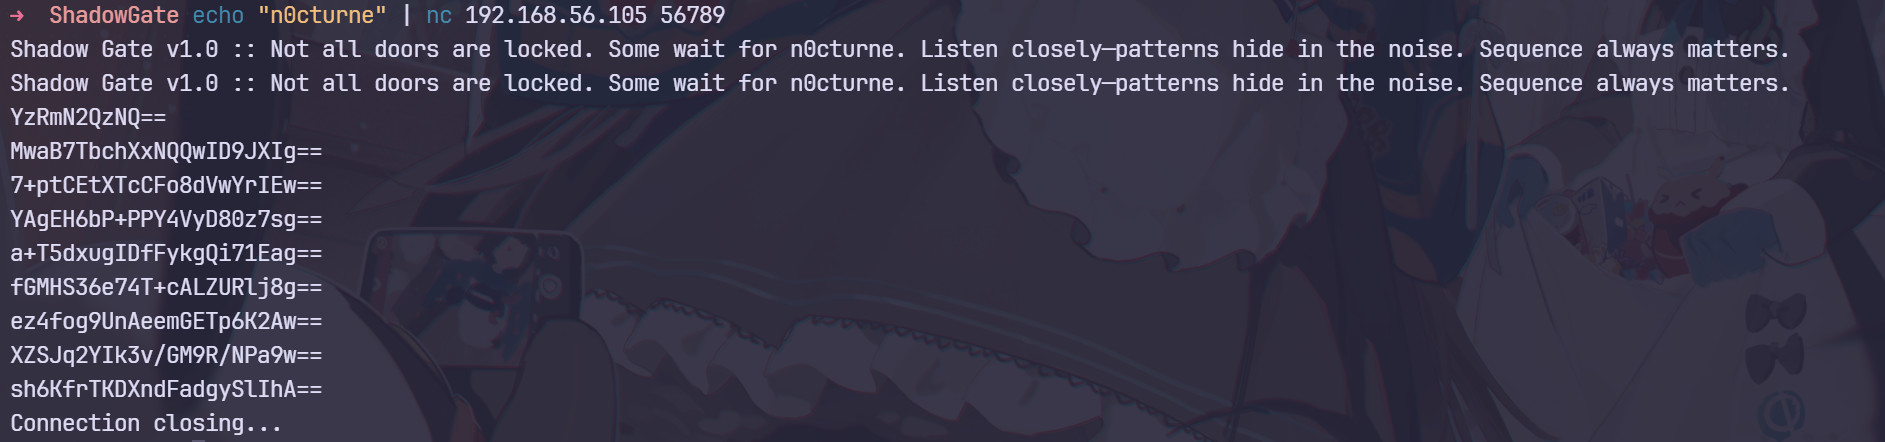 → ShadowGate echo "n0cturne" | nc 192.168.56.105 56789
Shadow Gate v1.0 :: Not all doors are locked. Some wait for n0cturne. Listen closely—patterns hide in the noise. Sequence always matters.
Shadow Gate v1.0 :: Not all doors are locked. Some wait for n0cturne. Listen closely—patterns hide in the noise. Sequence always matters.
YzRmN2QzNQ==
MwaB7TbchXxNQQwID9JXIg==
7+ptCEtXTcCFo8dVwYrIEw==
YAgEH6bP+PPY4VyD80z7sg==
a+T5dxugIDfFykgQi71Eag==
fGMHS36e74T+cALZURlj8g==
ez4fog9UnAeemGETp6K2Aw==
XZSJq2YIk3v/GM9R/NPa9w==
sh6KfrTKDXndFadgySlIhA==
Connection closing...